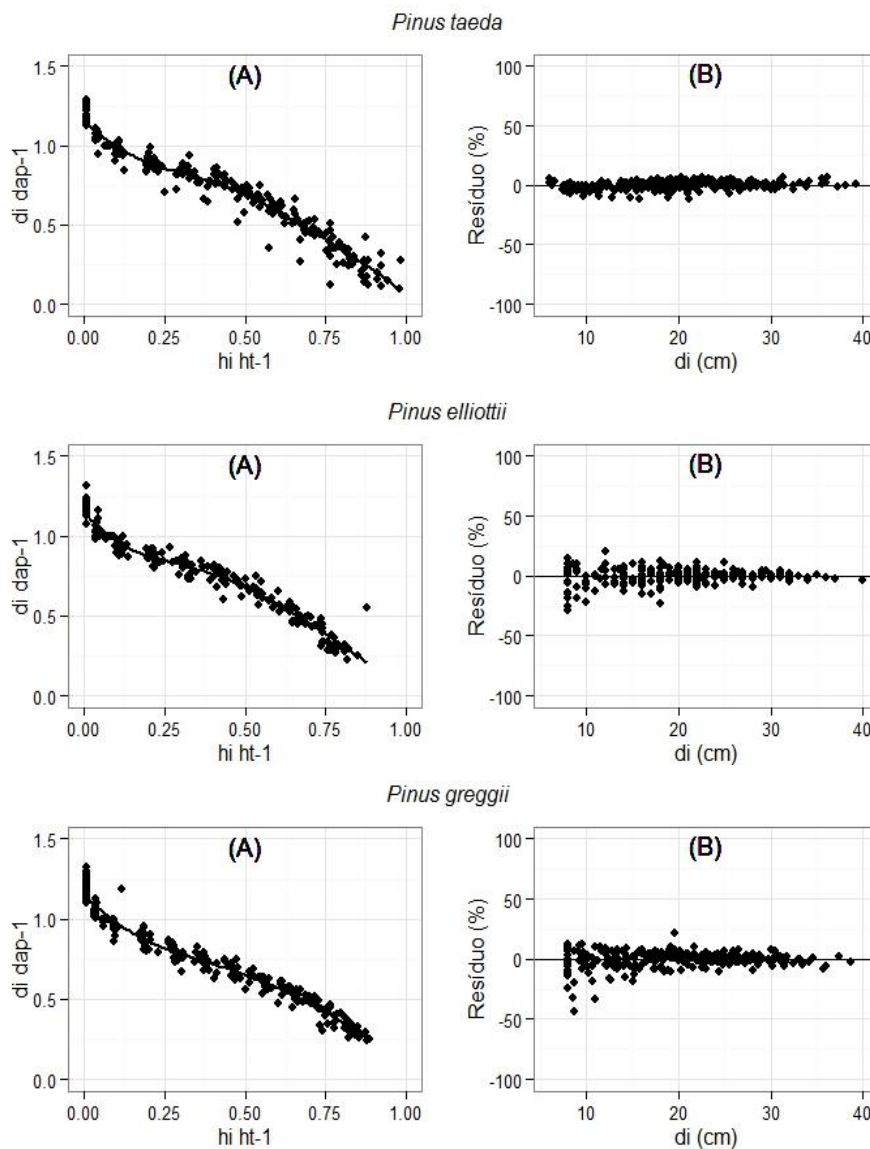 Pinus taeda
(A) (B)
1.5 100
1.0 50
0.5 0
0.0 -50
-100
di dap-1 Resíduo (%)
0.00 0.25 0.50 0.75 1.00 10 20 30 40
hi ht-1 di (cm)
Pinus elliottii
(A) (B)
1.5 100
1.0 50
0.5 0
0.0 -50
-100
di dap-1 Resíduo (%)
0.00 0.25 0.50 0.75 1.00 10 20 30 40
hi ht-1 di (cm)
Pinus greggii
(A) (B)
1.5 100
1.0 50
0.5 0
0.0 -50
-100
di dap-1 Resíduo (%)
0.00 0.25 0.50 0.75 1.00 10 20 30 40
hi ht-1 di (cm)